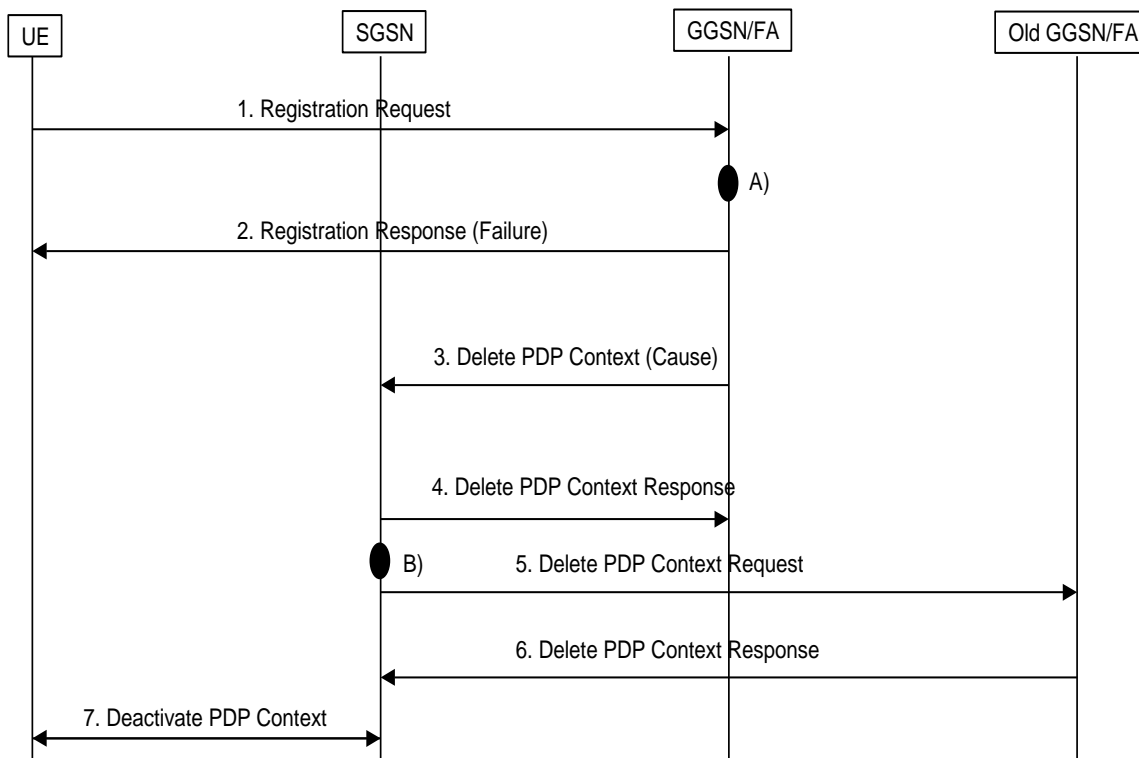 UE
SGSN
GGSN/FA
Old GGSN/FA
1. Registration Request
A)
2. Registration Response (Failure)
3. Delete PDP Context (Cause)
4. Delete PDP Context Response
B)
5. Delete PDP Context Request
6. Delete PDP Context Response
7. Deactivate PDP Context